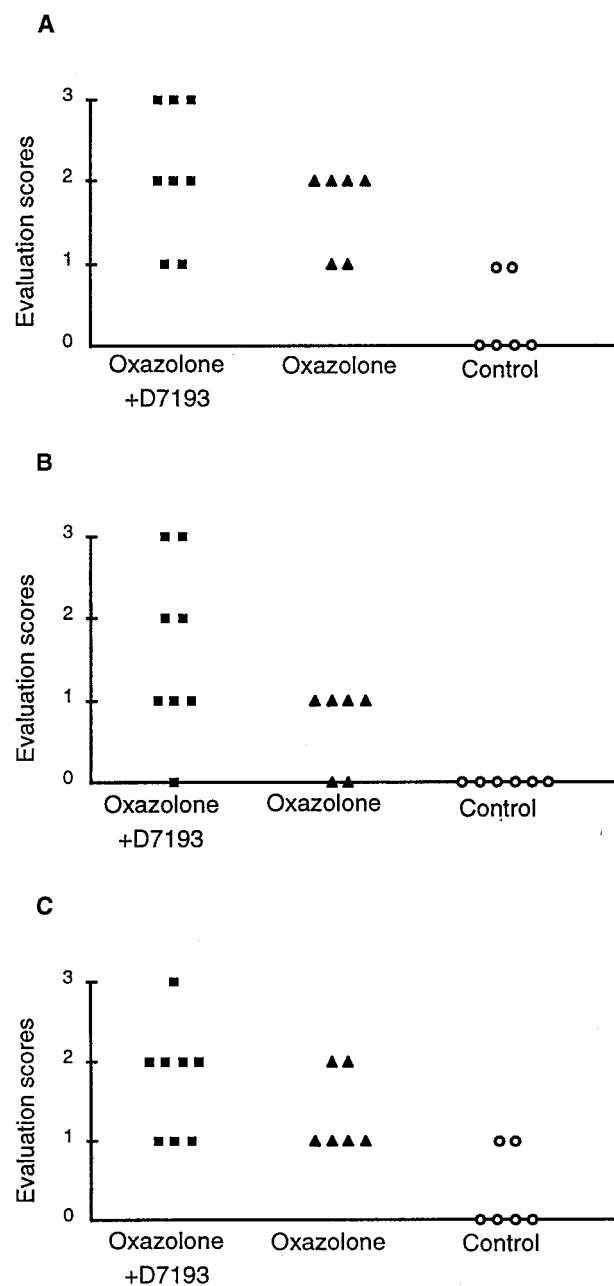 A
Evaluation scores
3
2
1
0
Oxazolone
+D7193
Oxazolone
Control
B
Evaluation scores
3
2
1
0
Oxazolone
+D7193
Oxazolone
Control
C
Evaluation scores
3
2
1
0
Oxazolone
+D7193
Oxazolone
Control